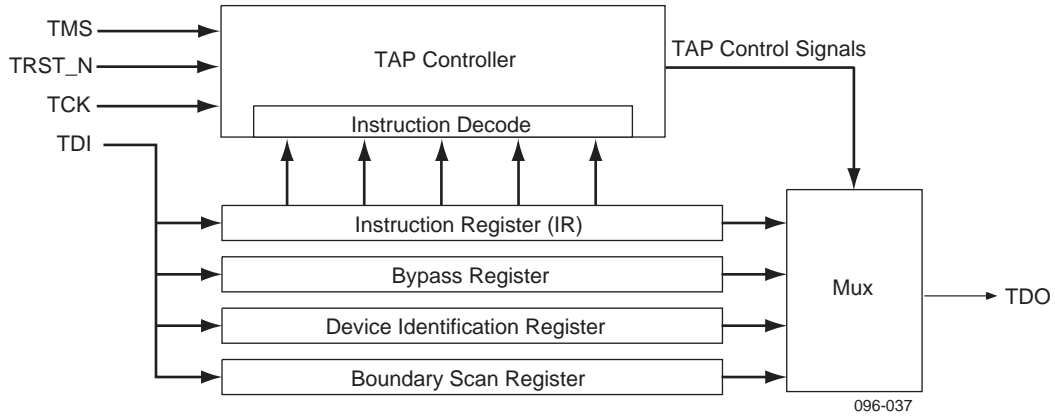 TMS
TRST_N
TCK
TDI
TAP Controller
Instruction Decode
TAP Control Signals
Instruction Register (IR)
Bypass Register
Device Identification Register
Boundary Scan Register
Mux
TDO
096-037